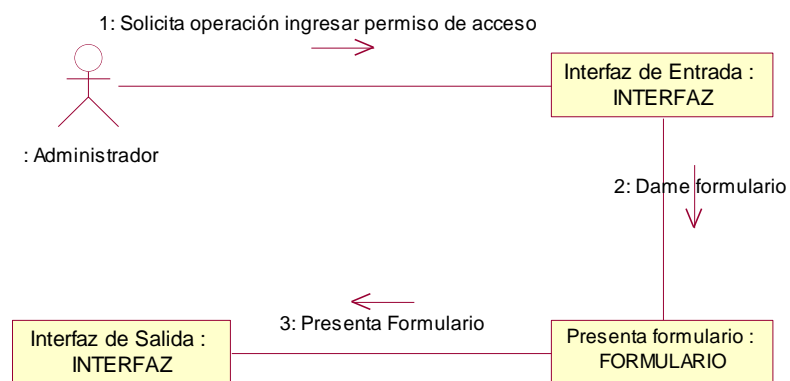 1: Solicita operación ingresar permiso de acceso
Interfaz de Entrada :
INTERFAZ
: Administrador
2: Dame formulario
3: Presenta Formulario
Interfaz de Salida :
INTERFAZ
Presenta formulario :
FORMULARIO